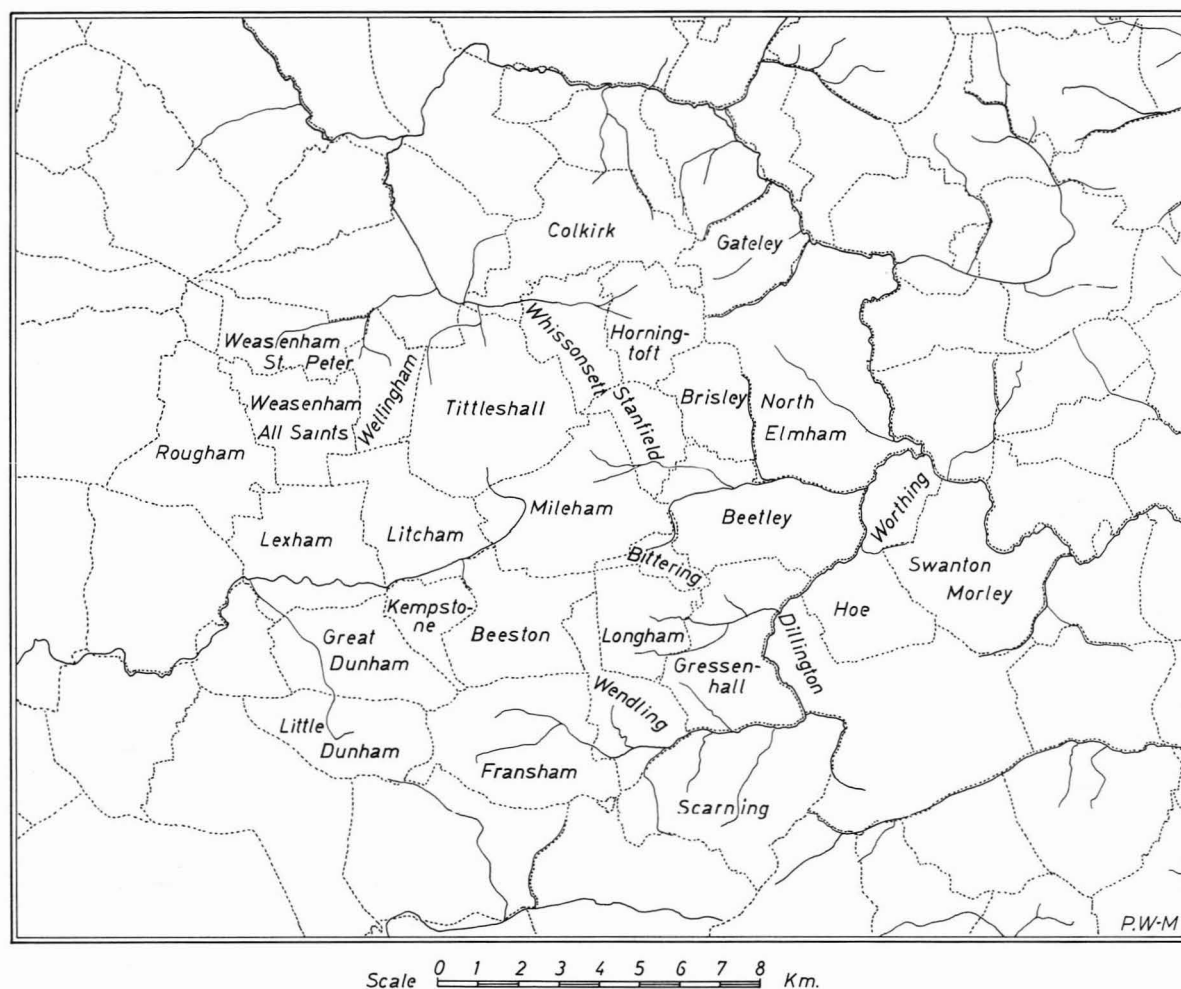 Colkirk
Gateley
Weasenham
St. Peter
Whissonsett
Horning-
toft
Weasenham
All Saints
Wellingham
Tittleshall
Stanfield
Brisley
North
Elmham
Rougham
Mileham
Beetley
Worthing
Lexham
Litcham
Bittering
Swanton
Morley
Kempsto-
ne
Great
Dunham
Beeston
Longham
Gressen-
hall
Dillington
Hoe
Little
Dunham
Wendling
Fransham
Scarning
P.W-M
Scale 0 1 2 3 4 5 6 7 8 Km.